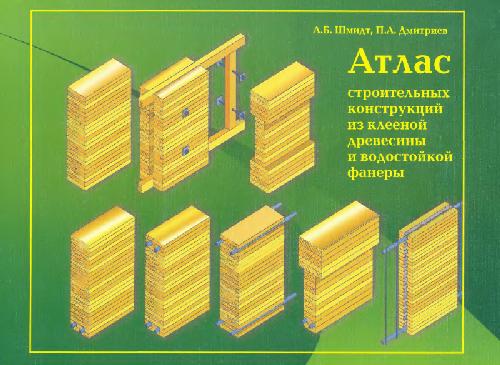 А.Б. Шмидт, П.А. Дмитриев
Атлас
строительных
конструкций
из клееной
древесины
и водостойкой
фанеры